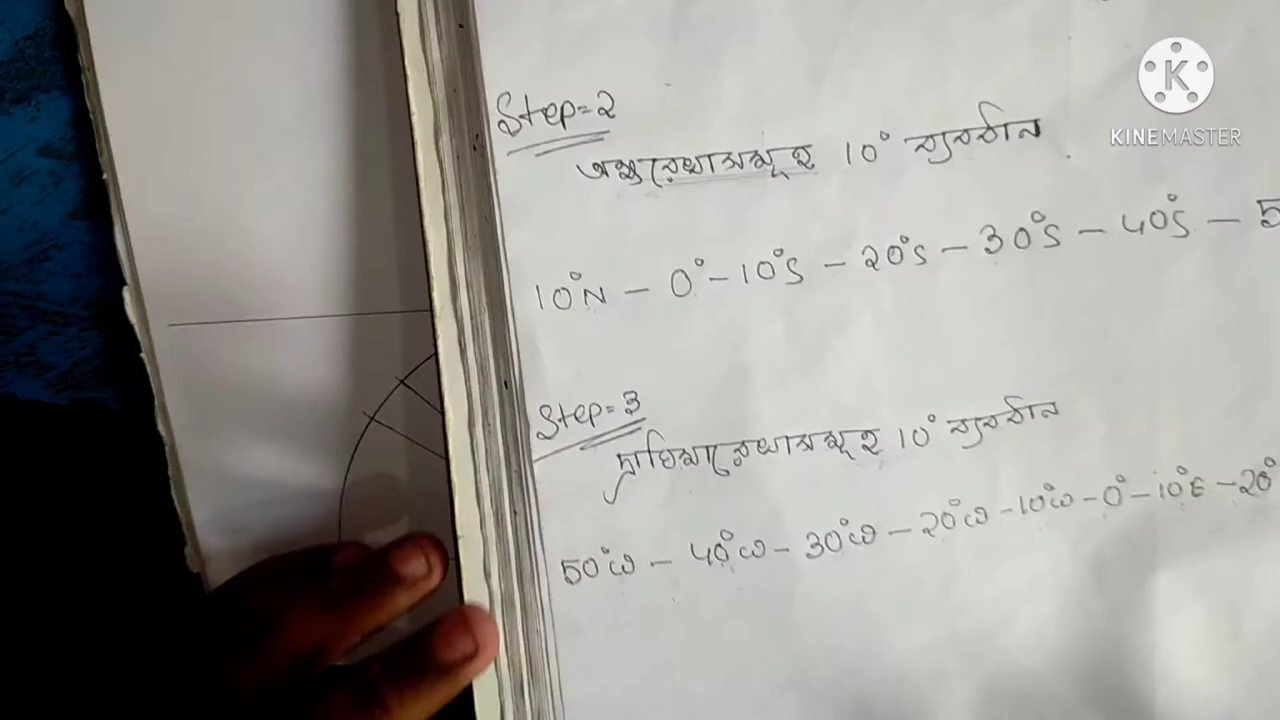 KINEMASTER
Step=2
অক্ষরেখাসমূহ 10° ব্যবধান
10°N — 0° – 10°S – 20°S – 30°S – 40°S – 5
Step=3
দ্রাঘিমারেখাসমূহ 10° ব্যবধান
50°W – 40°W – 30°W – 20°W – 10°W – 0° – 10°E – 20°